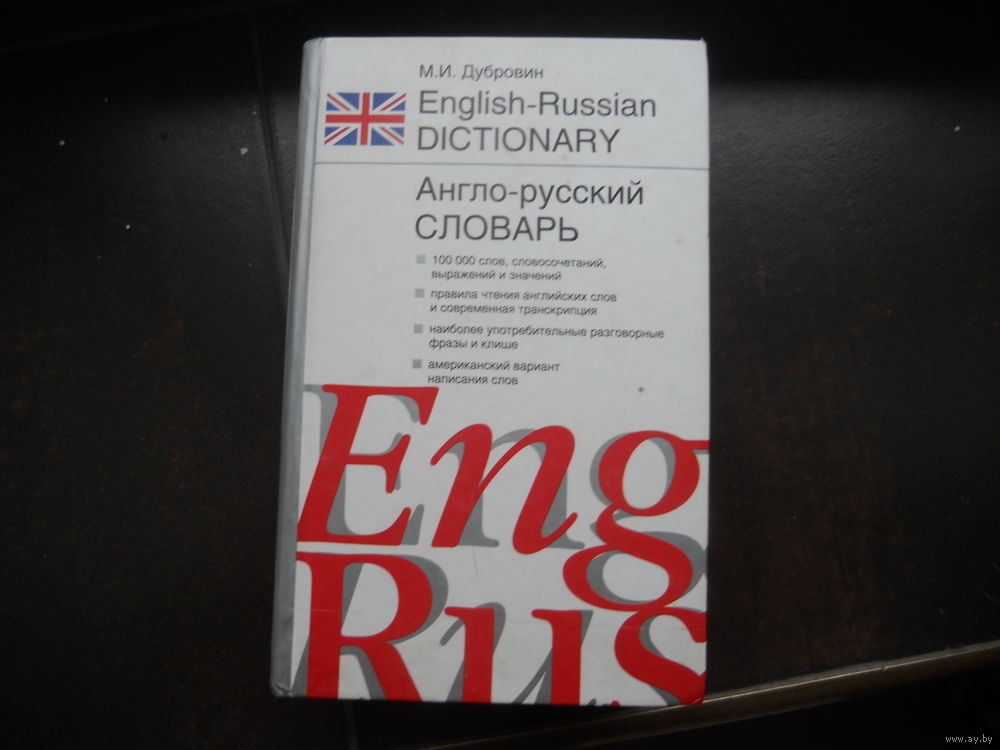 М.И. Дубровин
English-Russian
DICTIONARY
Англо-русский
СЛОВАРЬ
100 000 слов, словосочетаний,
выражений и значений
правила чтения английских слов
и современная транскрипция
наиболее употребительные разговорные
фразы и клише
американский вариант
написания слов
Eng
Rus
www.ay.by